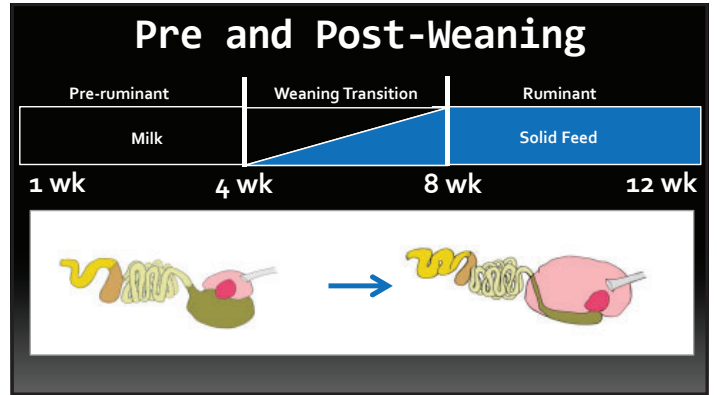 Pre and Post-Weaning
Pre-ruminant Weaning Transition Ruminant
Milk Solid Feed
1 wk 4 wk 8 wk 12 wk